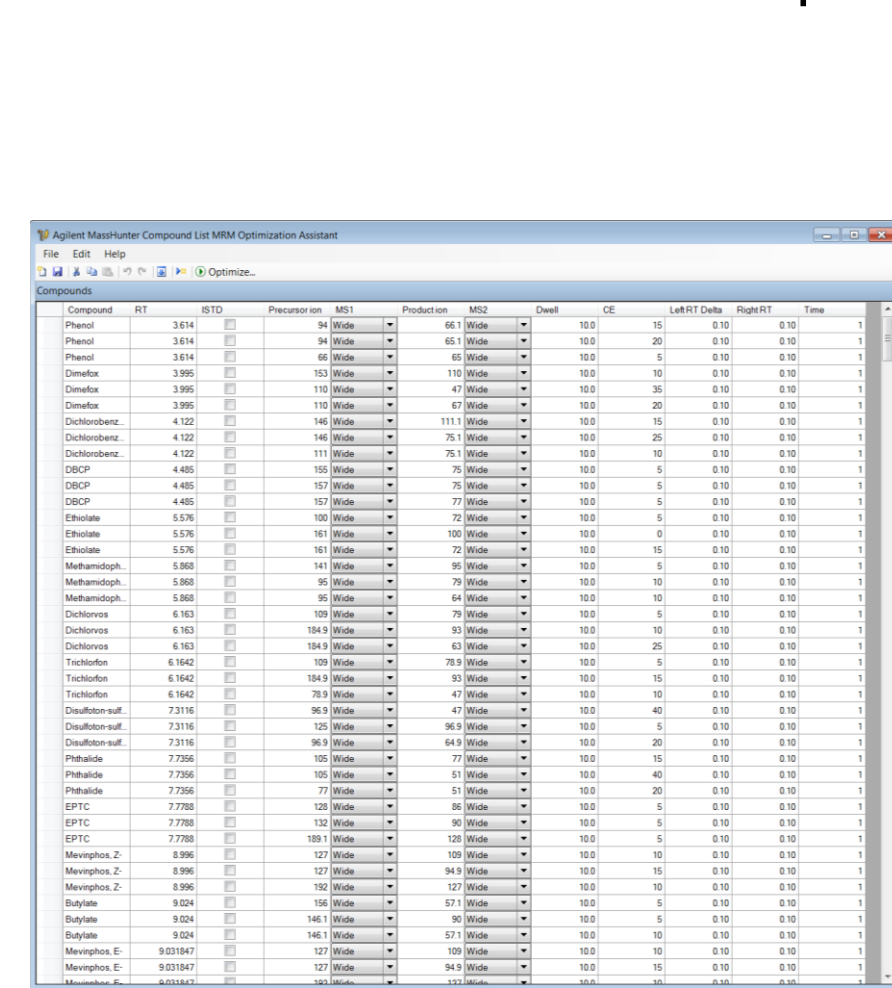 Agilent MassHunter Compound List MRM Optimization Assistant
File Edit Help
Optimize...
Compounds
Compound RT ISTD Precursor ion MS1 Product ion MS2 Dwell CE Left RT Delta Right RT Time
Phenol 3.614 94 Wide 66.1 Wide 10.0 15 0.10 0.10 1
Phenol 3.614 94 Wide 65.1 Wide 10.0 20 0.10 0.10 1
Phenol 3.614 66 Wide 65 Wide 10.0 5 0.10 0.10 1
Dimefox 3.995 153 Wide 110 Wide 10.0 10 0.10 0.10 1
Dimefox 3.995 110 Wide 47 Wide 10.0 35 0.10 0.10 1
Dimefox 3.995 110 Wide 67 Wide 10.0 20 0.10 0.10 1
Dichlorobenz... 4.122 146 Wide 111.1 Wide 10.0 15 0.10 0.10 1
Dichlorobenz... 4.122 146 Wide 75.1 Wide 10.0 25 0.10 0.10 1
Dichlorobenz... 4.122 111 Wide 75.1 Wide 10.0 10 0.10 0.10 1
DBCP 4.485 155 Wide 75 Wide 10.0 5 0.10 0.10 1
DBCP 4.485 157 Wide 75 Wide 10.0 5 0.10 0.10 1
DBCP 4.485 157 Wide 77 Wide 10.0 5 0.10 0.10 1
Ethiolate 5.576 100 Wide 72 Wide 10.0 5 0.10 0.10 1
Ethiolate 5.576 161 Wide 100 Wide 10.0 0 0.10 0.10 1
Ethiolate 5.576 161 Wide 72 Wide 10.0 15 0.10 0.10 1
Methamidoph... 5.868 141 Wide 95 Wide 10.0 5 0.10 0.10 1
Methamidoph... 5.868 95 Wide 79 Wide 10.0 10 0.10 0.10 1
Methamidoph... 5.868 95 Wide 64 Wide 10.0 10 0.10 0.10 1
Dichlorvos 6.163 109 Wide 79 Wide 10.0 5 0.10 0.10 1
Dichlorvos 6.163 184.9 Wide 93 Wide 10.0 10 0.10 0.10 1
Dichlorvos 6.163 184.9 Wide 63 Wide 10.0 25 0.10 0.10 1
Trichlorfon 6.1642 109 Wide 78.9 Wide 10.0 5 0.10 0.10 1
Trichlorfon 6.1642 184.9 Wide 93 Wide 10.0 15 0.10 0.10 1
Trichlorfon 6.1642 78.9 Wide 47 Wide 10.0 10 0.10 0.10 1
Disulfoton-sulf... 7.3116 96.9 Wide 47 Wide 10.0 40 0.10 0.10 1
Disulfoton-sulf... 7.3116 125 Wide 96.9 Wide 10.0 5 0.10 0.10 1
Disulfoton-sulf... 7.3116 96.9 Wide 64.9 Wide 10.0 20 0.10 0.10 1
Phthalide 7.7356 105 Wide 77 Wide 10.0 15 0.10 0.10 1
Phthalide 7.7356 105 Wide 51 Wide 10.0 40 0.10 0.10 1
Phthalide 7.7356 77 Wide 51 Wide 10.0 20 0.10 0.10 1
EPTC 7.7788 128 Wide 86 Wide 10.0 5 0.10 0.10 1
EPTC 7.7788 132 Wide 90 Wide 10.0 5 0.10 0.10 1
EPTC 7.7788 189.1 Wide 128 Wide 10.0 5 0.10 0.10 1
Mevinphos, Z- 8.996 127 Wide 109 Wide 10.0 10 0.10 0.10 1
Mevinphos, Z- 8.996 127 Wide 94.9 Wide 10.0 15 0.10 0.10 1
Mevinphos, Z- 8.996 192 Wide 127 Wide 10.0 10 0.10 0.10 1
Butylate 9.024 156 Wide 57.1 Wide 10.0 5 0.10 0.10 1
Butylate 9.024 146.1 Wide 90 Wide 10.0 5 0.10 0.10 1
Butylate 9.024 146.1 Wide 57.1 Wide 10.0 10 0.10 0.10 1
Mevinphos, E- 9.031847 127 Wide 109 Wide 10.0 10 0.10 0.10 1
Mevinphos, E- 9.031847 127 Wide 94.9 Wide 10.0 15 0.10 0.10 1
Mevinphos, E- 9.031847 192 Wide 127 Wide 10.0 10 0.10 0.10 1